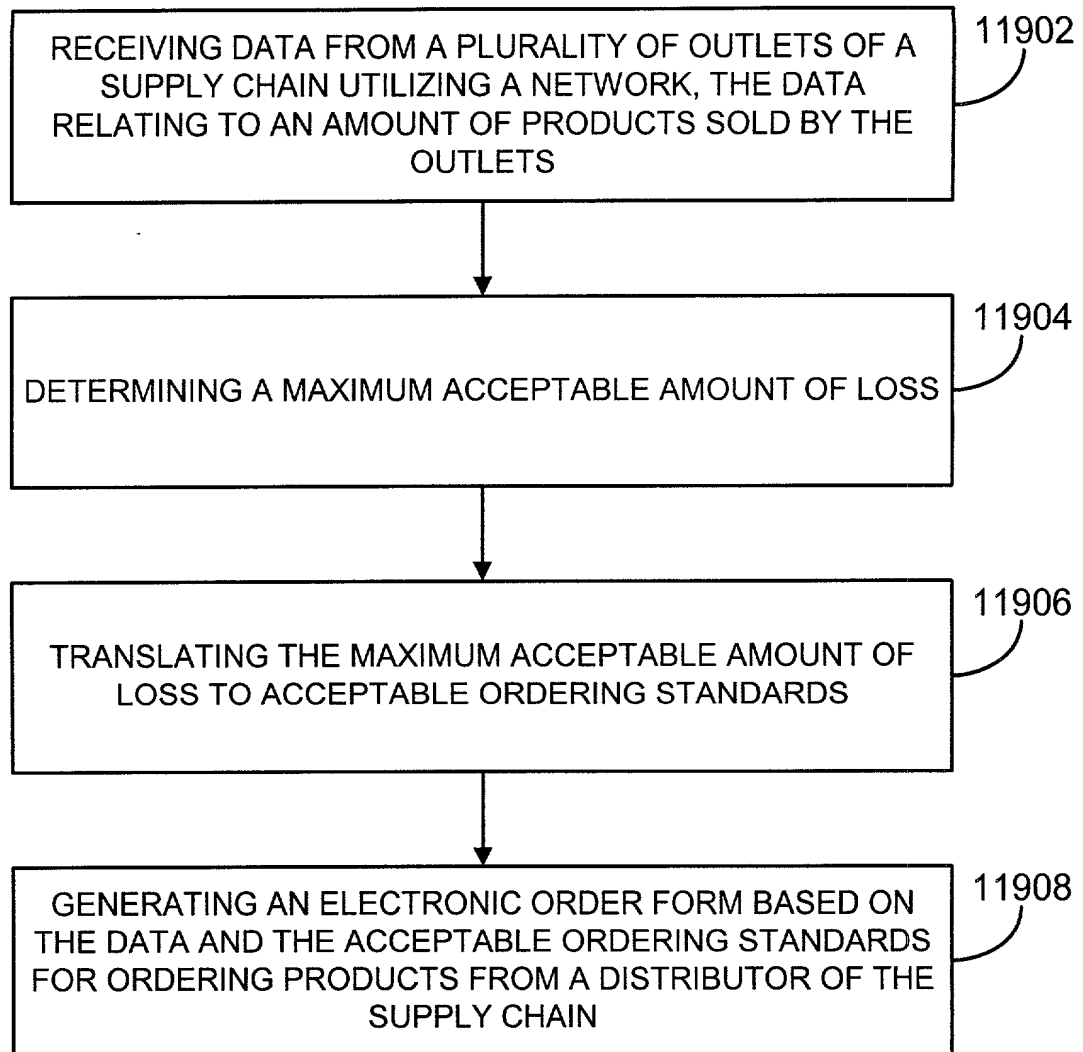 RECEIVING DATA FROM A PLURALITY OF OUTLETS OF A
SUPPLY CHAIN UTILIZING A NETWORK, THE DATA
RELATING TO AN AMOUNT OF PRODUCTS SOLD BY THE
OUTLETS
11902
DETERMINING A MAXIMUM ACCEPTABLE AMOUNT OF LOSS
11904
TRANSLATING THE MAXIMUM ACCEPTABLE AMOUNT OF
LOSS TO ACCEPTABLE ORDERING STANDARDS
11906
GENERATING AN ELECTRONIC ORDER FORM BASED ON
THE DATA AND THE ACCEPTABLE ORDERING STANDARDS
FOR ORDERING PRODUCTS FROM A DISTRIBUTOR OF THE
SUPPLY CHAIN
11908